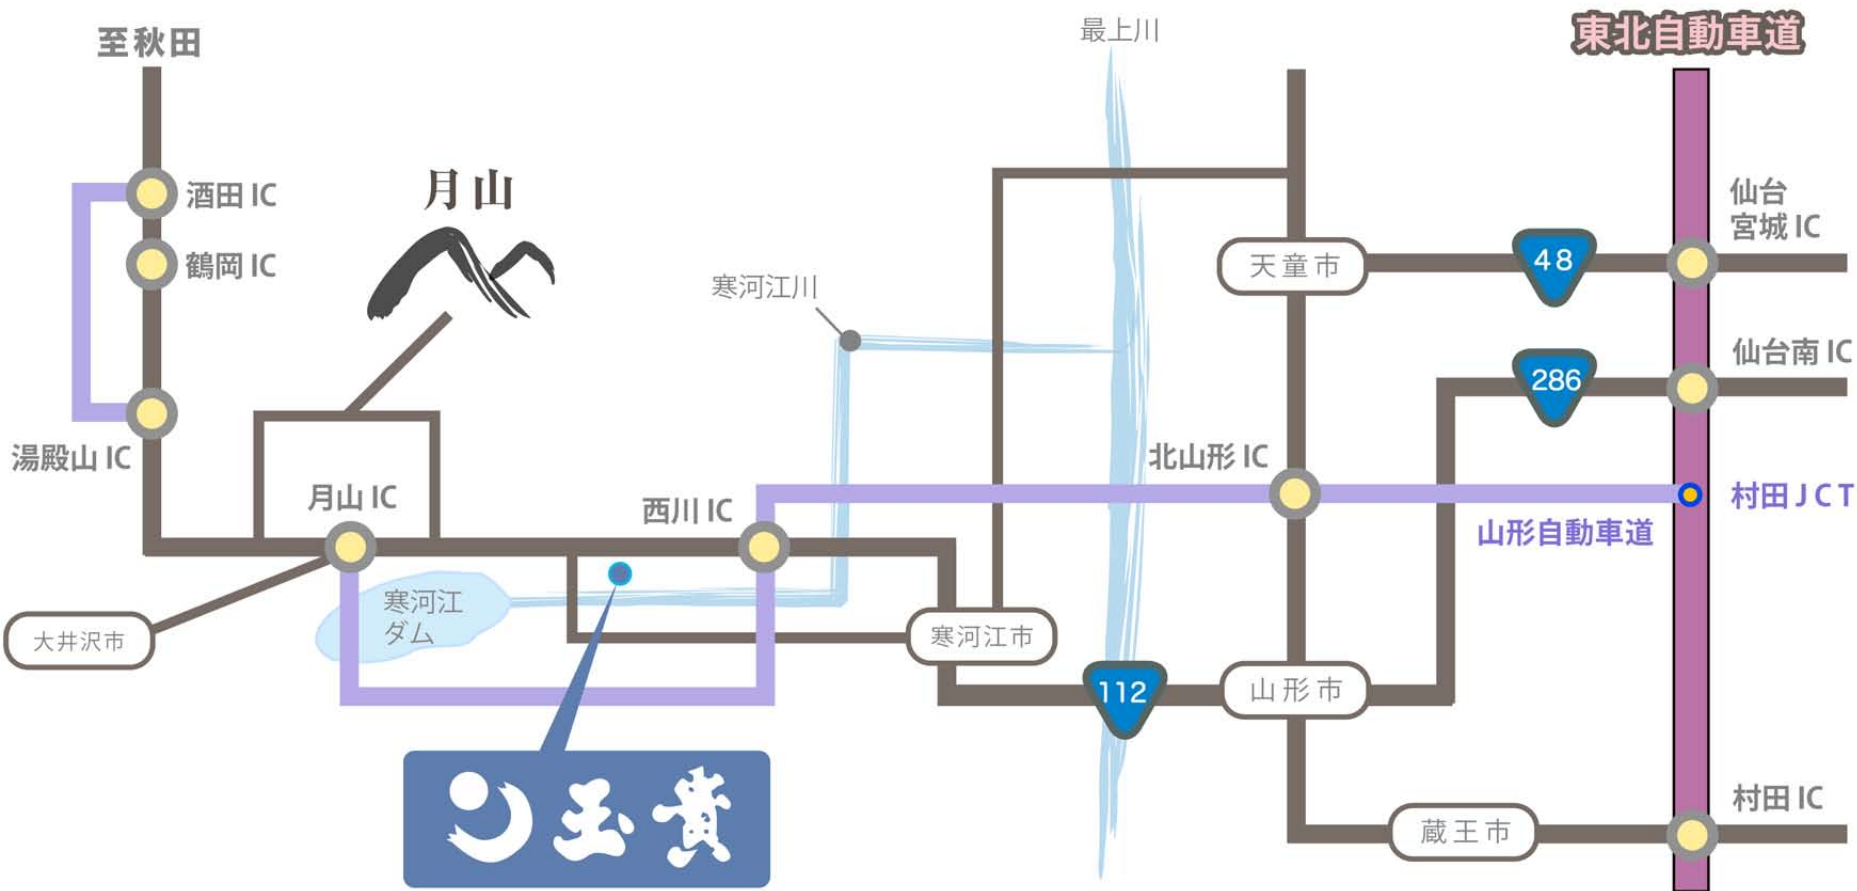 至秋田
最上川
東北自動車道
酒田 IC
月山
仙台
宮城 IC
鶴岡 IC
48
天童市
寒河江川
仙台南 IC
286
湯殿山 IC
北山形 IC
月山 IC
西川 IC
村田 J C T
山形自動車道
寒河江
ダム
大井沢市
寒河江市
112
山形市
玉貴
村田 IC
蔵王市